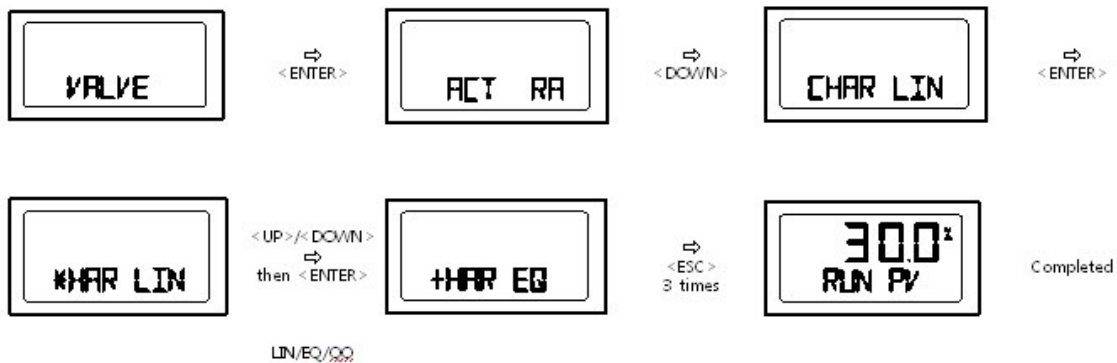 VALVE
⇨
<ENTER>
ACT RA
⇨
<DOWN>
CHAR LIN
⇨
<ENTER>
*HAR LIN
<UP>/<DOWN>
⇨
then <ENTER>
+HAR EQ
⇨
<ESC>
3 times
30.0%
RUN PV
Completed
LIN/EQ/QO